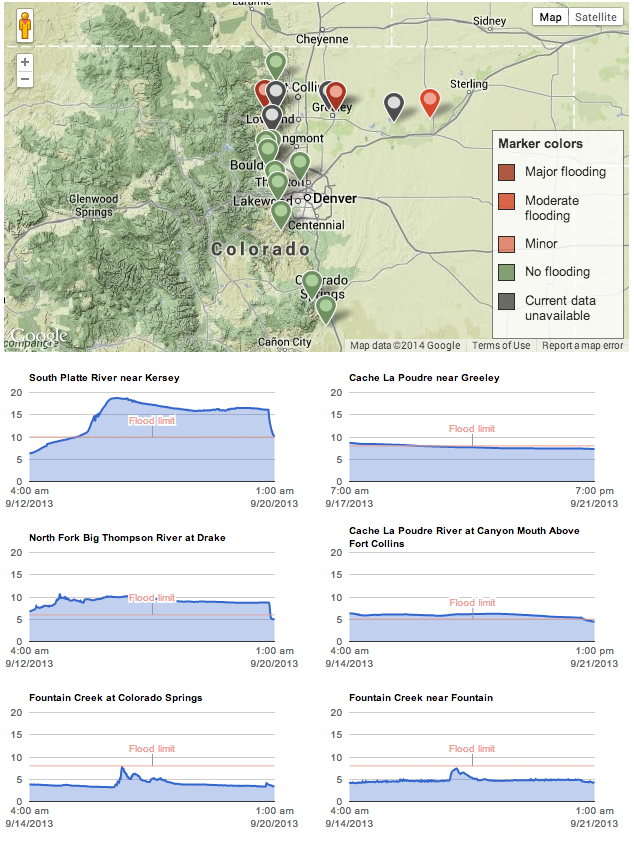 Laramie
Sidney
Map
Satellite
Cheyenne
Sterling
Collins
Greeley
Loveland
ngmont
Bould
Th
ton
Denver
Lakewood
Centennial
Glenwood
Springs
Colorado
Colorado
Springs
Cañon City
Google
compangre
Map data ©2014 Google
Terms of Use
Report a map error
Marker colors
Major flooding
Moderate
flooding
Minor
No flooding
Current data
unavailable
South Platte River near Kersey
20
15
10
5
0
Flood limit
4:00 am
9/12/2013
1:00 am
9/20/2013
Cache La Poudre near Greeley
20
15
10
5
0
Flood limit
7:00 am
9/17/2013
7:00 pm
9/21/2013
North Fork Big Thompson River at Drake
20
15
10
5
0
Flood limit
4:00 am
9/12/2013
1:00 am
9/20/2013
Cache La Poudre River at Canyon Mouth Above
Fort Collins
20
15
10
5
0
Flood limit
4:00 am
9/14/2013
1:00 pm
9/21/2013
Fountain Creek at Colorado Springs
20
15
10
5
0
Flood limit
4:00 am
9/14/2013
1:00 am
9/20/2013
Fountain Creek near Fountain
20
15
10
5
0
Flood limit
4:00 am
9/14/2013
1:00 am
9/21/2013